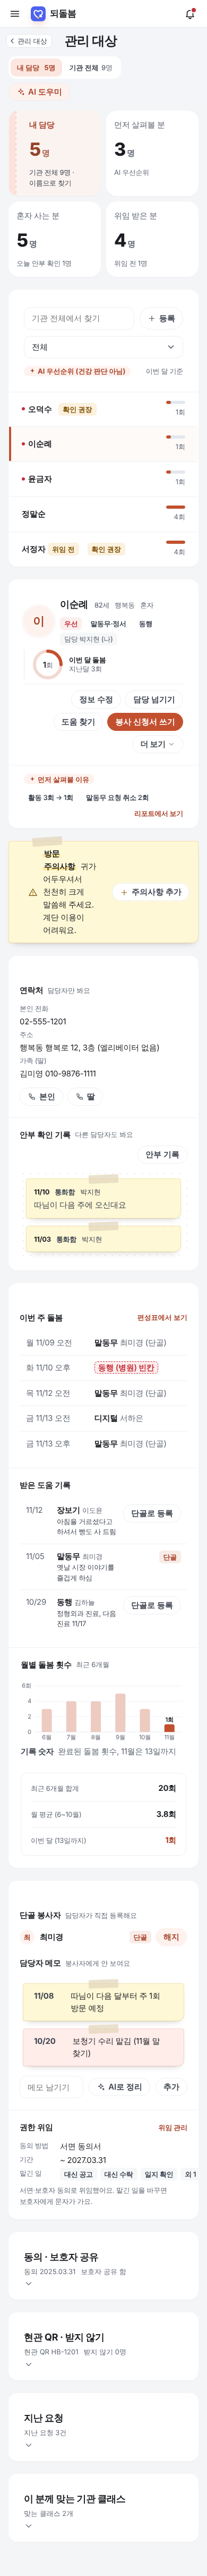 되돌봄
관리 대상
관리 대상
내 담당 5명
기관 전체 9명
AI 도우미
내 담당
5명
기관 전체 9명 ·
이름으로 찾기
먼저 살펴볼 분
3명
AI 우선순위
혼자 사는 분
5명
오늘 안부 확인 1명
위임 받은 분
4명
위임 전 1명
기관 전체에서 찾기
등록
전체
AI 우선순위 (건강 판단 아님)
이번 달 기준
오덕수 확인 권장
1회
이순례
1회
윤금자
1회
정말순
4회
서정자 위임 전 확인 권장
4회
이
이순례 82세 행복동 혼자
우선 말동무·정서 동행
담당 박지현 (나)
1회
이번 달 돌봄
지난달 3회
정보 수정
담당 넘기기
도움 찾기
봉사 신청서 쓰기
더 보기
먼저 살펴볼 이유
활동 3회 → 1회 말동무 요청 취소 2회
리포트에서 보기
방문
주의사항 귀가
어두우셔서
천천히 크게
말씀해 주세요.
계단 이용이
어려워요.
주의사항 추가
연락처 담당자만 봐요
본인 전화
02-555-1201
주소
행복동 행복로 12, 3층 (엘리베이터 없음)
가족 (딸)
김미영 010-9876-1111
본인
딸
안부 확인 기록 다른 담당자도 봐요
안부 기록
11/10 통화함 박지현
따님이 다음 주에 오신대요
11/03 통화함 박지현
이번 주 돌봄
편성표에서 보기
월 11/09 오전 말동무 최미경 (단골)
화 11/10 오후 동행 (병원) 빈칸
목 11/12 오전 말동무 최미경 (단골)
금 11/13 오전 디지털 서하은
금 11/13 오후 말동무 최미경 (단골)
받은 도움 기록
11/12 장보기 이도윤
아침을 거르셨다고
하셔서 빵도 사 드림
단골로 등록
11/05 말동무 최미경
옛날 시장 이야기를
즐겁게 하심
단골
10/29 동행 김하늘
정형외과 진료, 다음
진료 11/17
단골로 등록
월별 돌봄 횟수 최근 6개월
6회
4
2
0
1회
6월 7월 8월 9월 10월 11월
기록 숫자 완료된 돌봄 횟수, 11월은 13일까지
최근 6개월 합계 20회
월 평균 (6~10월) 3.8회
이번 달 (13일까지) 1회
단골 봉사자 담당자가 직접 등록해요
최 최미경 단골 해지
담당자 메모 봉사자에게 안 보여요
11/08 따님이 다음 달부터 주 1회
방문 예정
10/20 보청기 수리 맡김 (11월 말
찾기)
메모 남기기
AI로 정리
추가
권한 위임
위임 관리
동의 방법 서면 동의서
기간 ~ 2027.03.31
맡긴 일 대신 공고 대신 수락 일지 확인 외 1
서면 보호자 동의로 위임했어요. 맡긴 일을 바꾸면
보호자에게 문자가 가요.
동의 · 보호자 공유
동의 2025.03.31 보호자 공유 함
현관 QR · 받지 않기
현관 QR HB-1201 받지 않기 0명
지난 요청
지난 요청 3건
이 분께 맞는 기관 클래스
맞는 클래스 2개